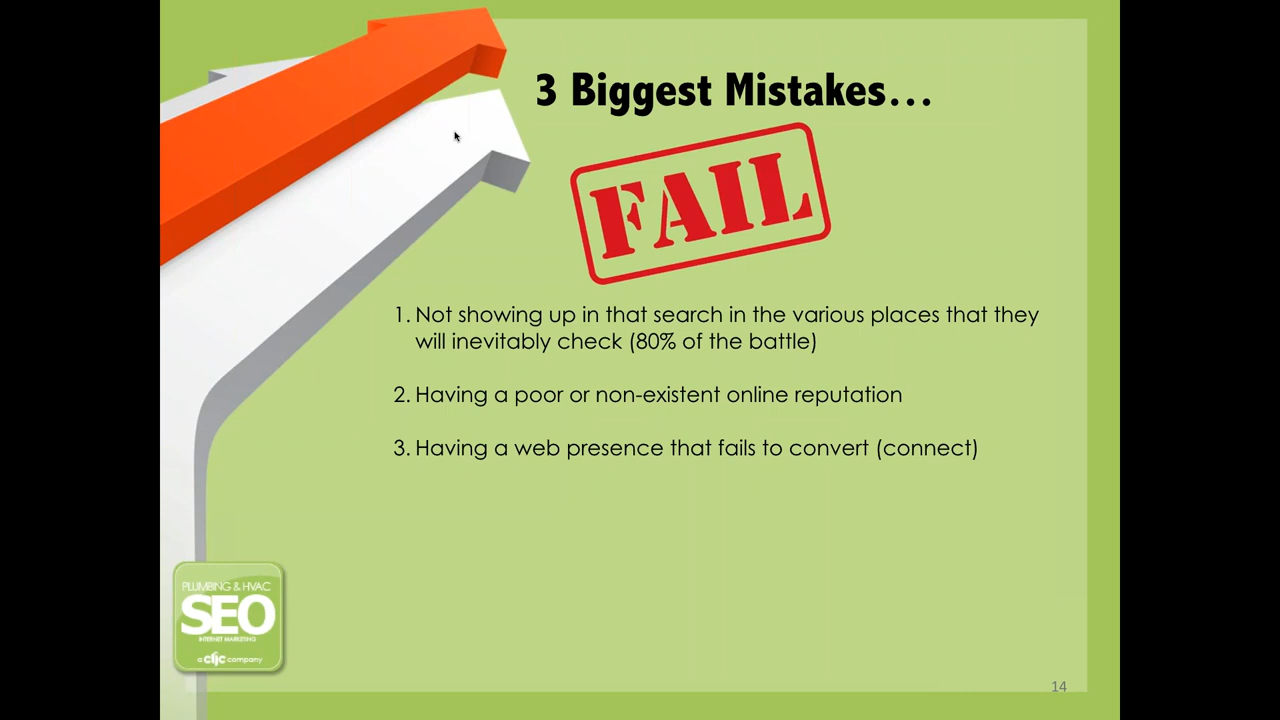 3 Biggest Mistakes...
FAIL
1. Not showing up in that search in the various places that they
will inevitably check (80% of the battle)
2. Having a poor or non-existent online reputation
3. Having a web presence that fails to convert (connect)
PLUMBING & HVAC
SEO
INTERNET MARKETING
a ctjc company
14